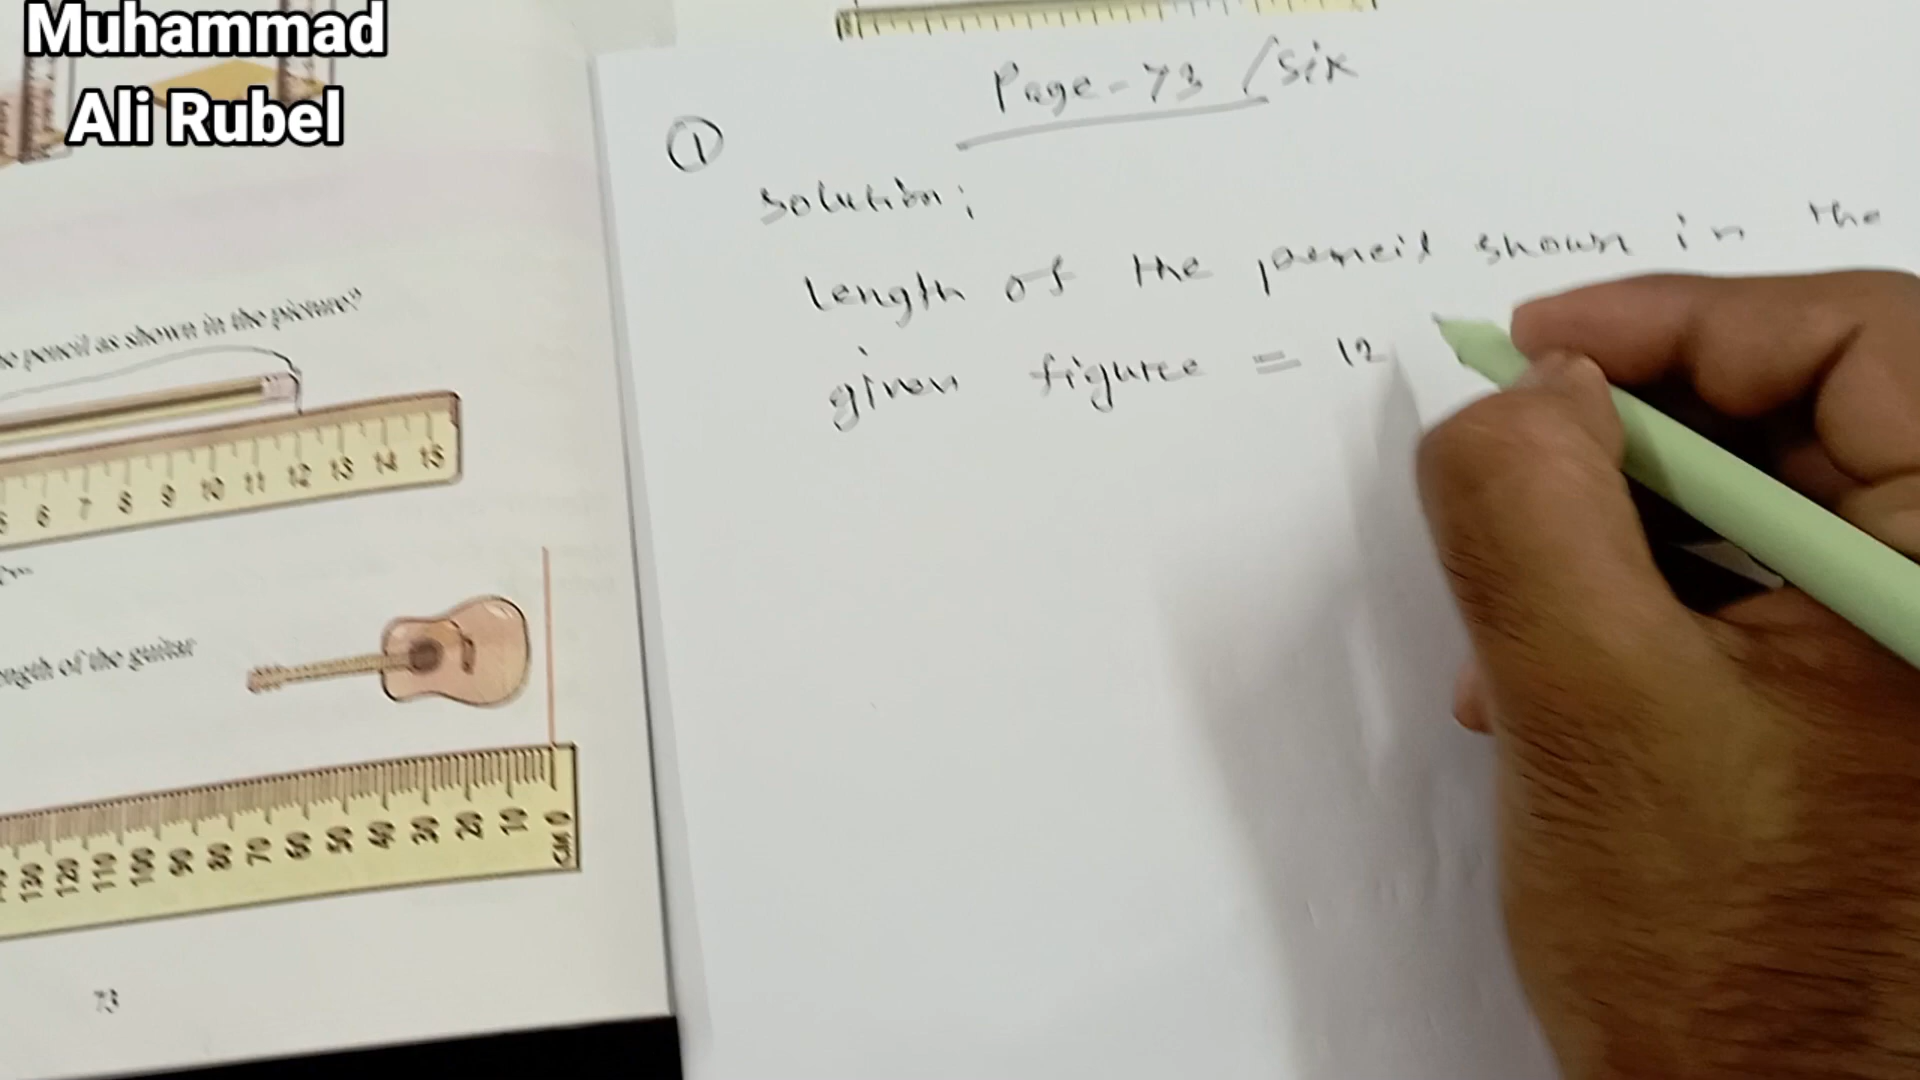 Muhammad
Ali Rubel
Page-73 / Six
①
Solution;
Length of the pencil shown in the
given figure = 12
pencil as shown in the picture?
6 7 8 9 10 11 12 13 14 15
length of the guitar
130 120 110 100 90 80 70 60 50 40 30 20 10 CM 0
73